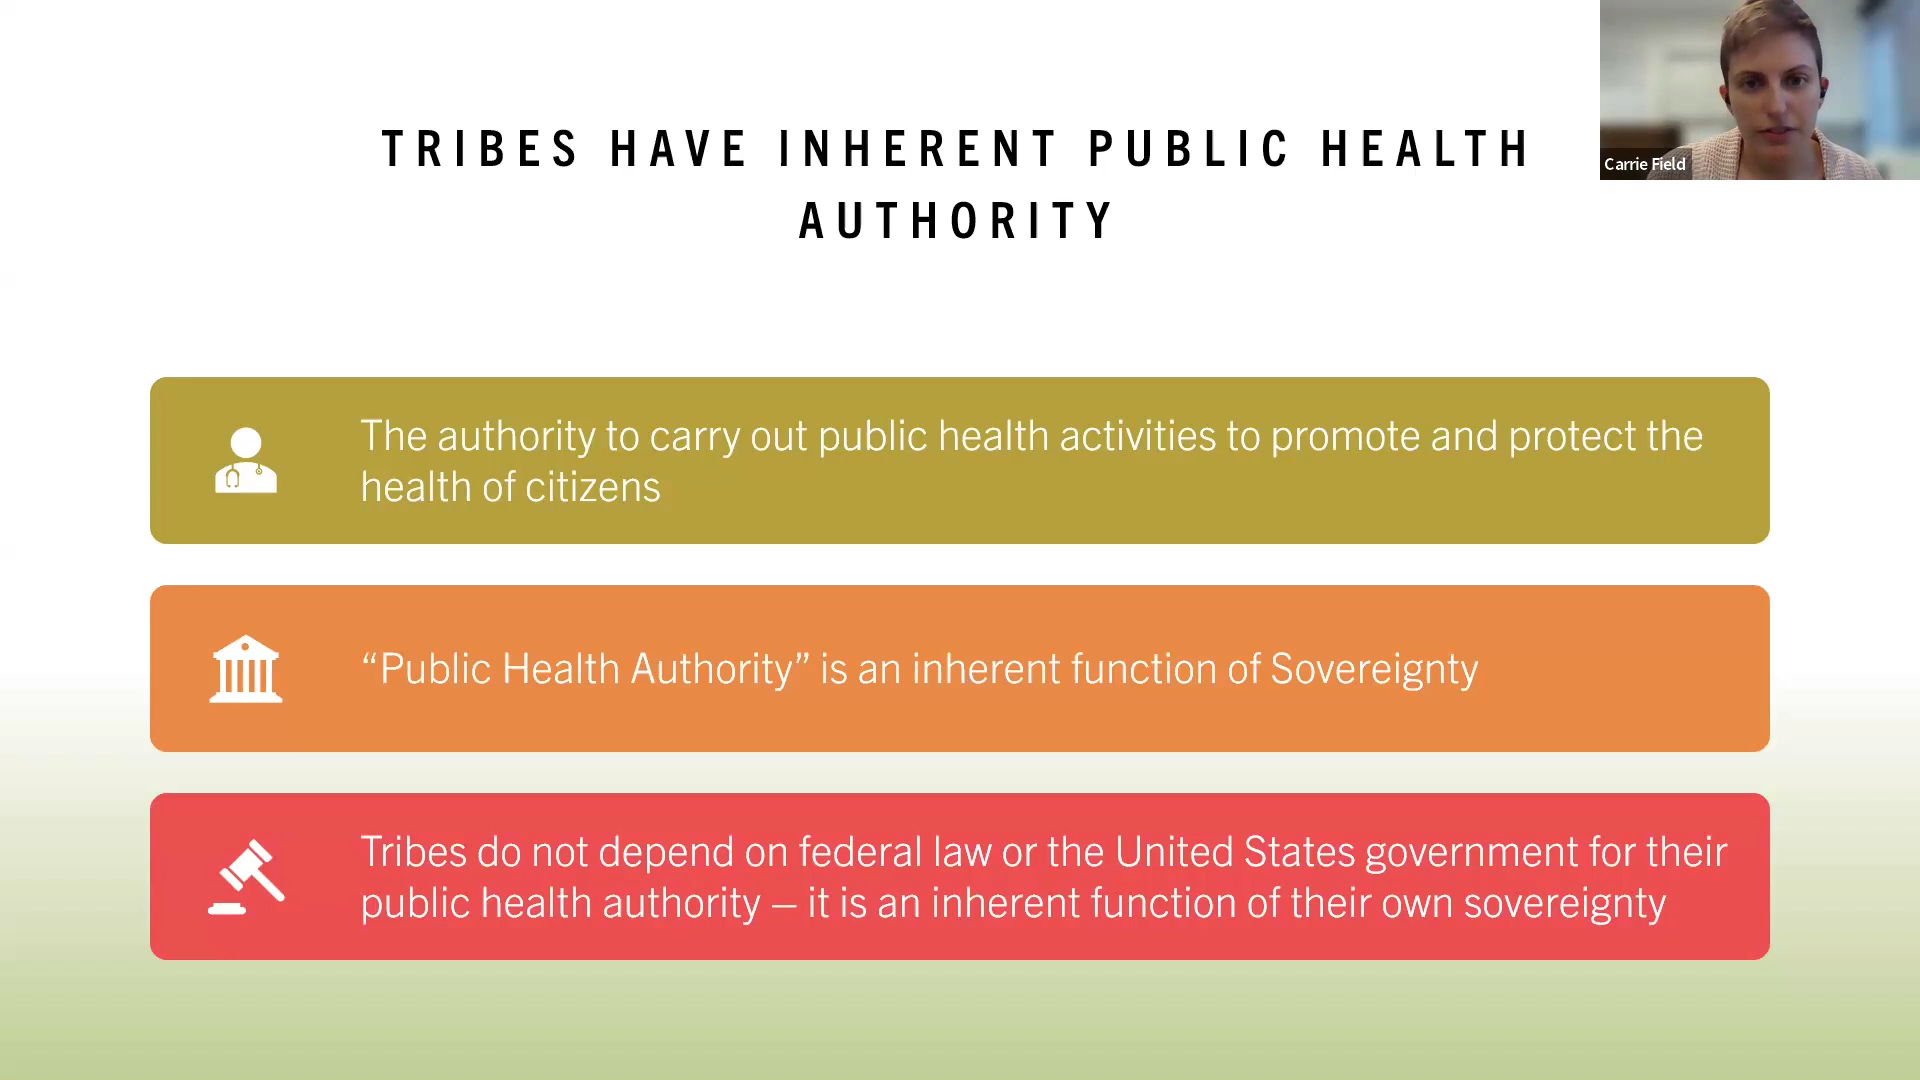 TRIBES HAVE INHERENT PUBLIC HEALTH
AUTHORITY
Carrie Field
The authority to carry out public health activities to promote and protect the
health of citizens
“Public Health Authority” is an inherent function of Sovereignty
Tribes do not depend on federal law or the United States government for their
public health authority – it is an inherent function of their own sovereignty